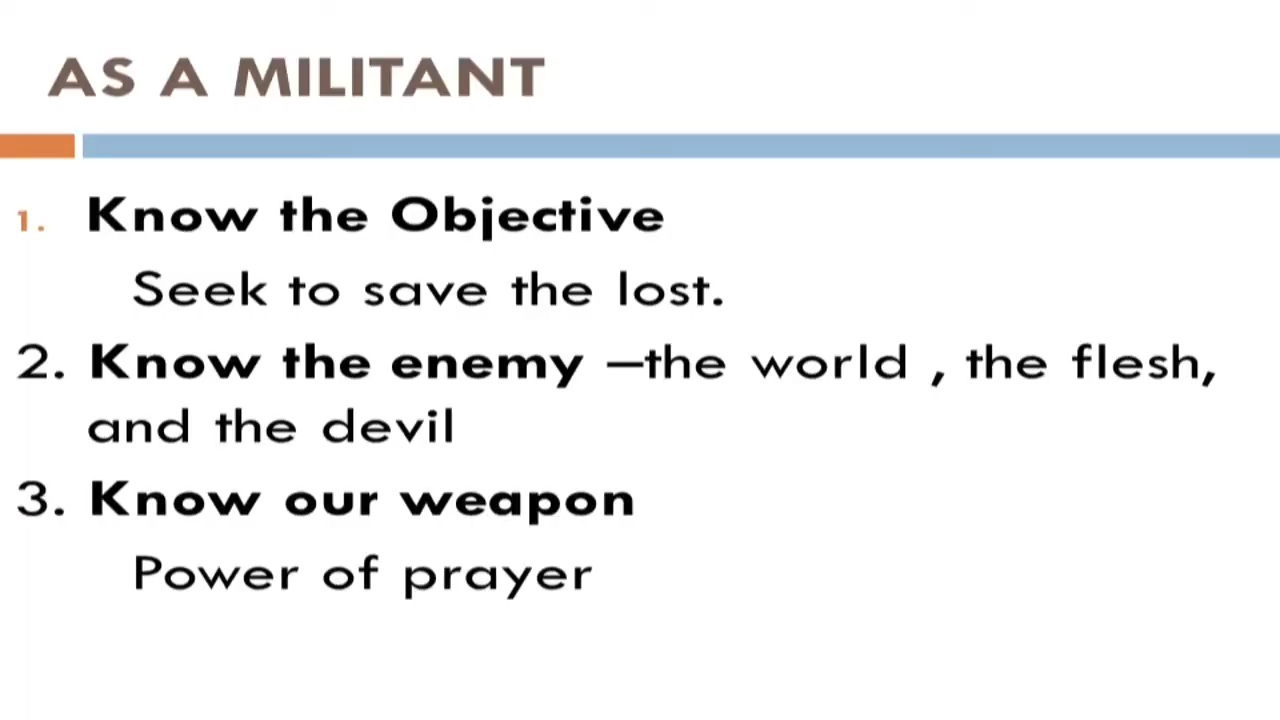 AS A MILITANT
1. Know the Objective
Seek to save the lost.
2. Know the enemy –the world , the flesh,
and the devil
3. Know our weapon
Power of prayer